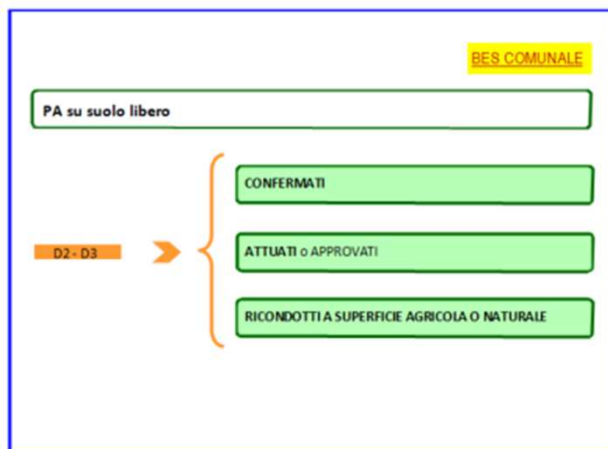 BES COMUNALE
PA su suolo libero
CONFERMATI
D2 - D3
ATTUATI o APPROVATI
RICONDOTTI A SUPERFICIE AGRICOLA O NATURALE